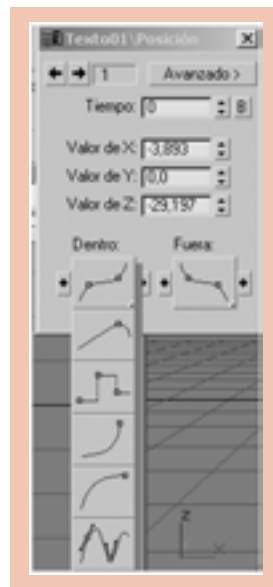 Texto01\Posición
1 Avanzado >
Tiempo: 0 B
Valor de X: -3,893
Valor de Y: 0,0
Valor de Z: -29,197
Dentro: Fuera:
z
x